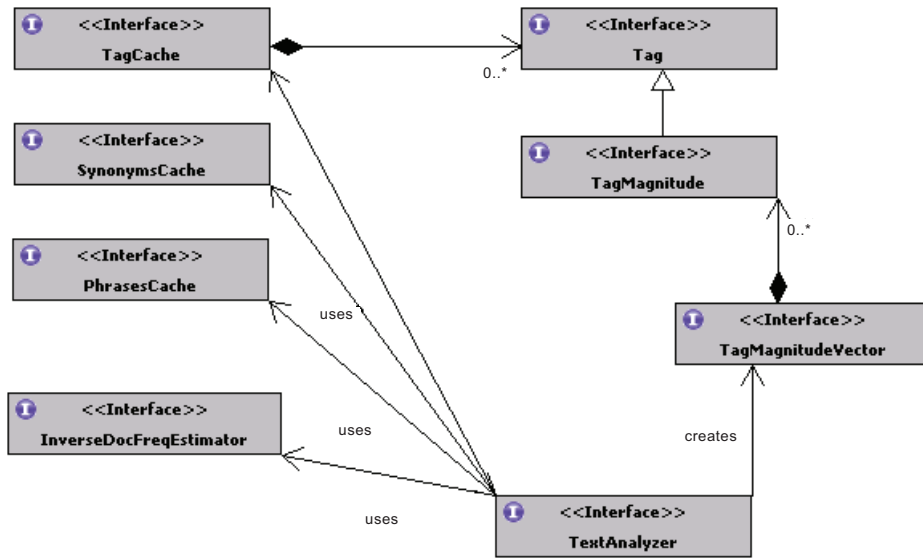 I
<<Interface>>
TagCache
0..*
I
<<Interface>>
Tag
I
<<Interface>>
SynonymsCache
I
<<Interface>>
TagMagnitude
0..*
I
<<Interface>>
PhrasesCache
uses
I
<<Interface>>
TagMagnitudeVector
I
<<Interface>>
InverseDocFreqEstimator
uses
creates
uses
I
<<Interface>>
TextAnalyzer